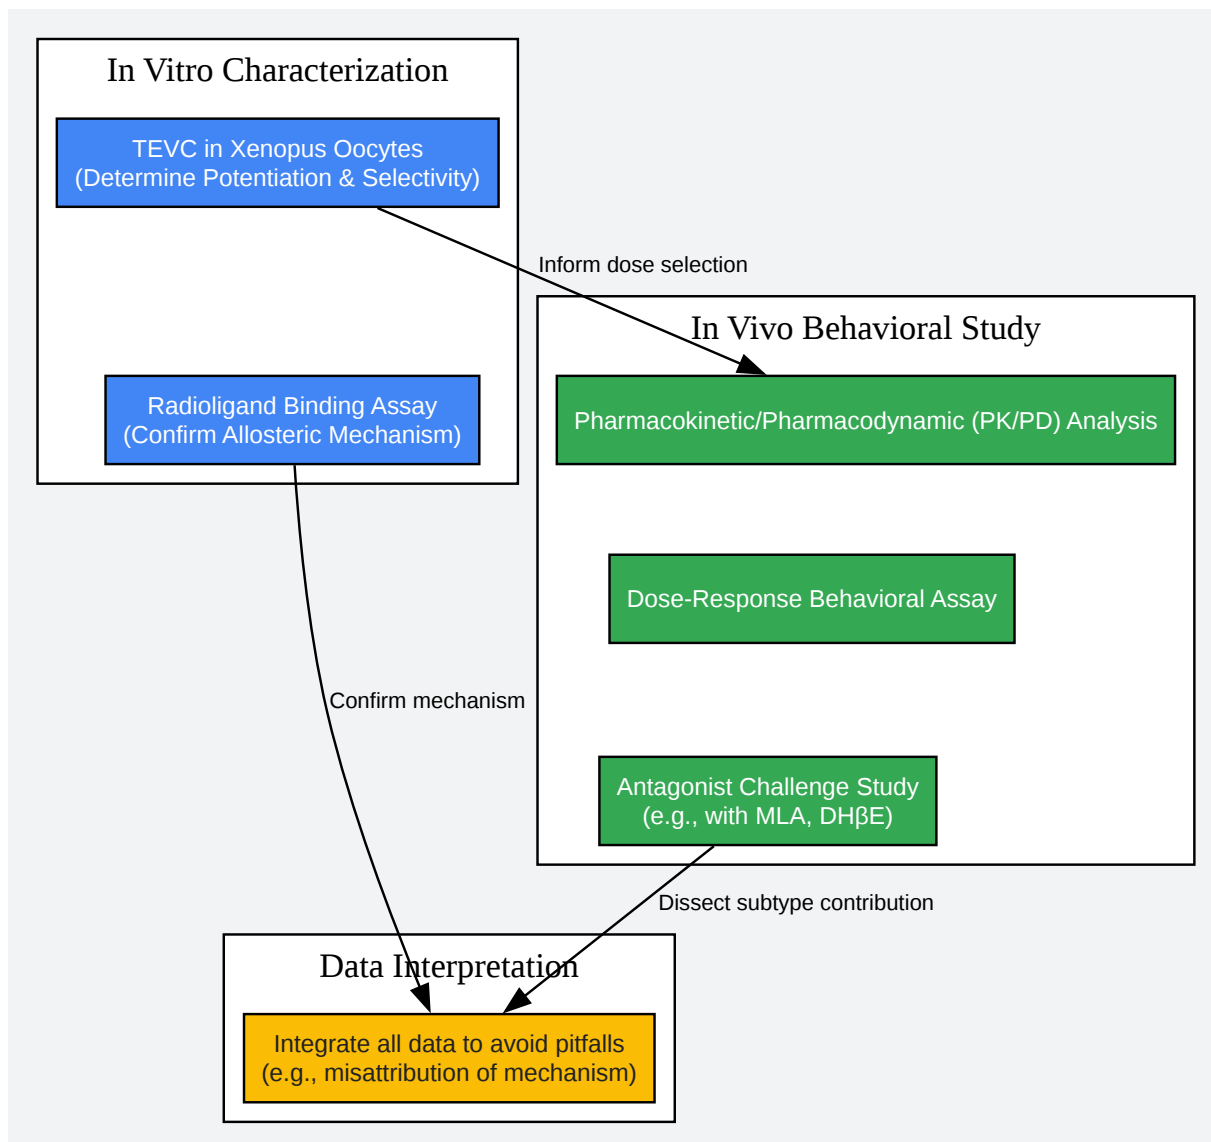 In Vitro Characterization
TEVC in Xenopus Oocytes
(Determine Potentiation & Selectivity)
Inform dose selection
In Vivo Behavioral Study
Radioligand Binding Assay
(Confirm Allosteric Mechanism)
Pharmacokinetic/Pharmacodynamic (PK/PD) Analysis
Dose-Response Behavioral Assay
Confirm mechanism
Antagonist Challenge Study
(e.g., with MLA, DHβE)
Dissect subtype contribution
Data Interpretation
Integrate all data to avoid pitfalls
(e.g., misattribution of mechanism)